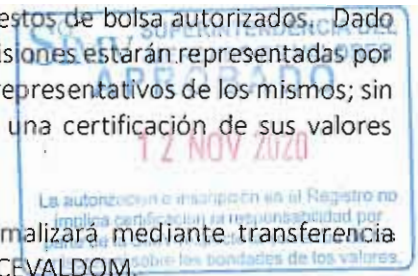 estos de bolsa autorizados. Dado
SUPERINTENDENCIA DEL
isiones estarán representadas por
APROBADO
representativos de los mismos; sin
una certificación de sus valores
12 NOV 2020
La autorización e inscripción en el Registro no
implica certificación ni responsabilidad por
malizará mediante transferencia
parte de la
sobre las bondades de los valores.
CEVALDOM.